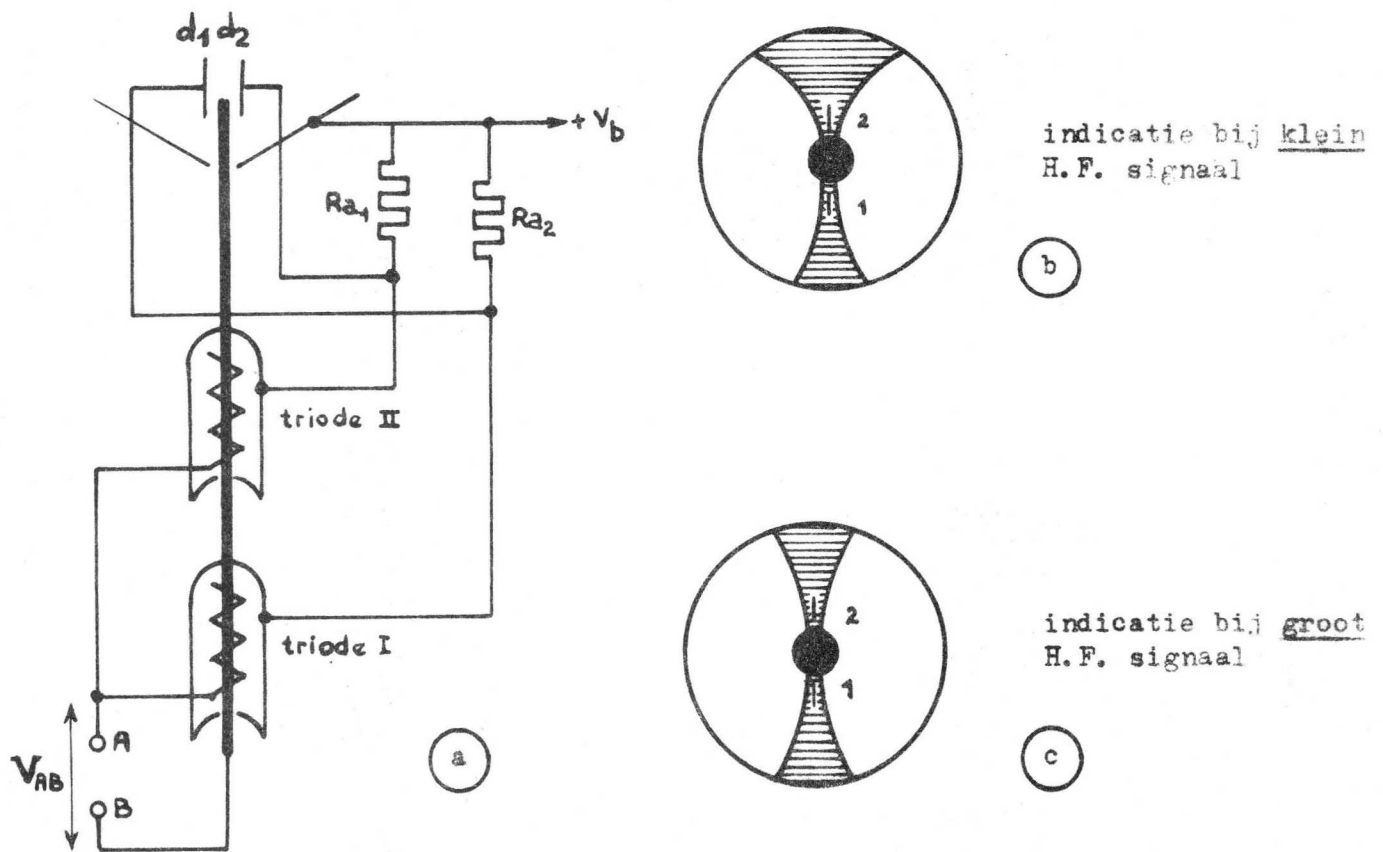 d1 d2
+ Vb
Ra1
Ra2
triode II
triode I
A
VAB
B
a
2
1
indicatie bij klein
H.F. signaal
b
2
1
indicatie bij groot
H.F. signaal
c